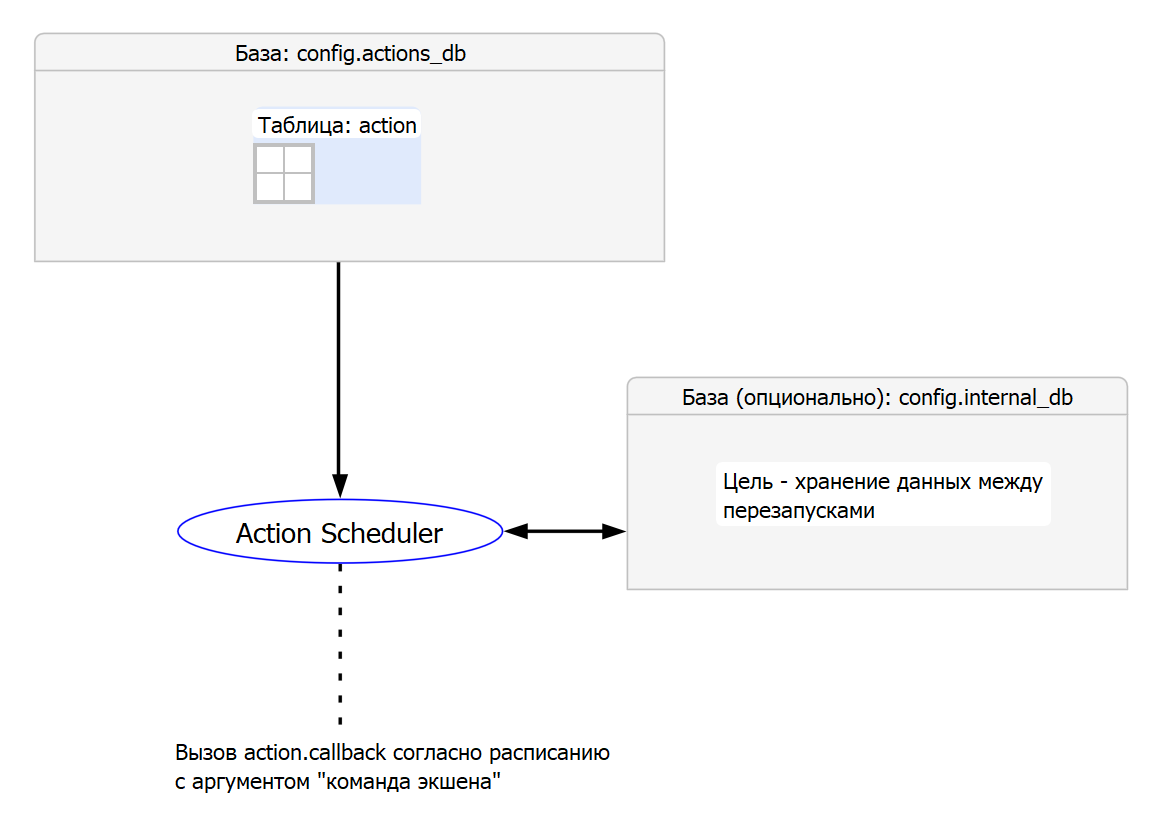 База: config.actions_db
Таблица: action
База (опционально): config.internal_db
Цель - хранение данных между
перезапусками
Action Scheduler
Вызов action.callback согласно расписанию
с аргументом "команда экшена"